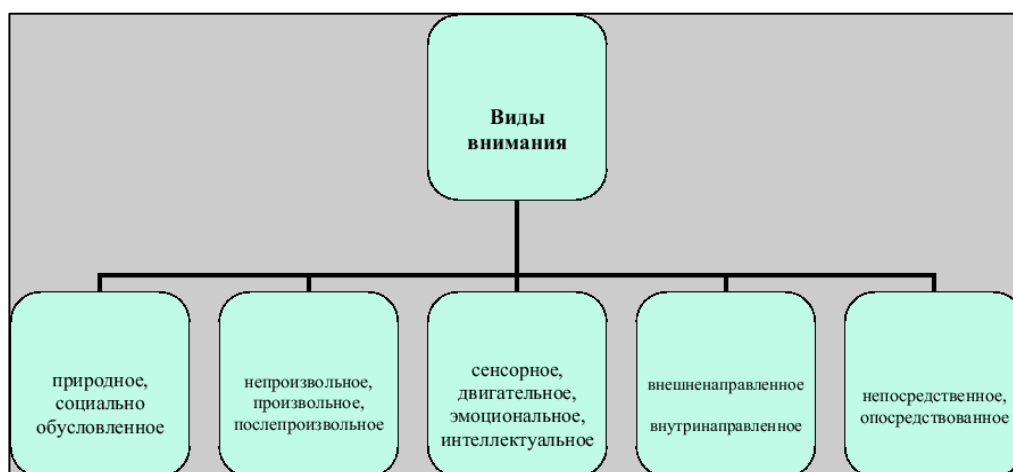 Виды
внимания
природное,
социально
обусловленное
непроизвольное,
произвольное,
послепроизвольное
сенсорное,
двигательное,
эмоциональное,
интеллектуальное
внешненаправленное
внутринаправленное
непосредственное,
опосредствованное